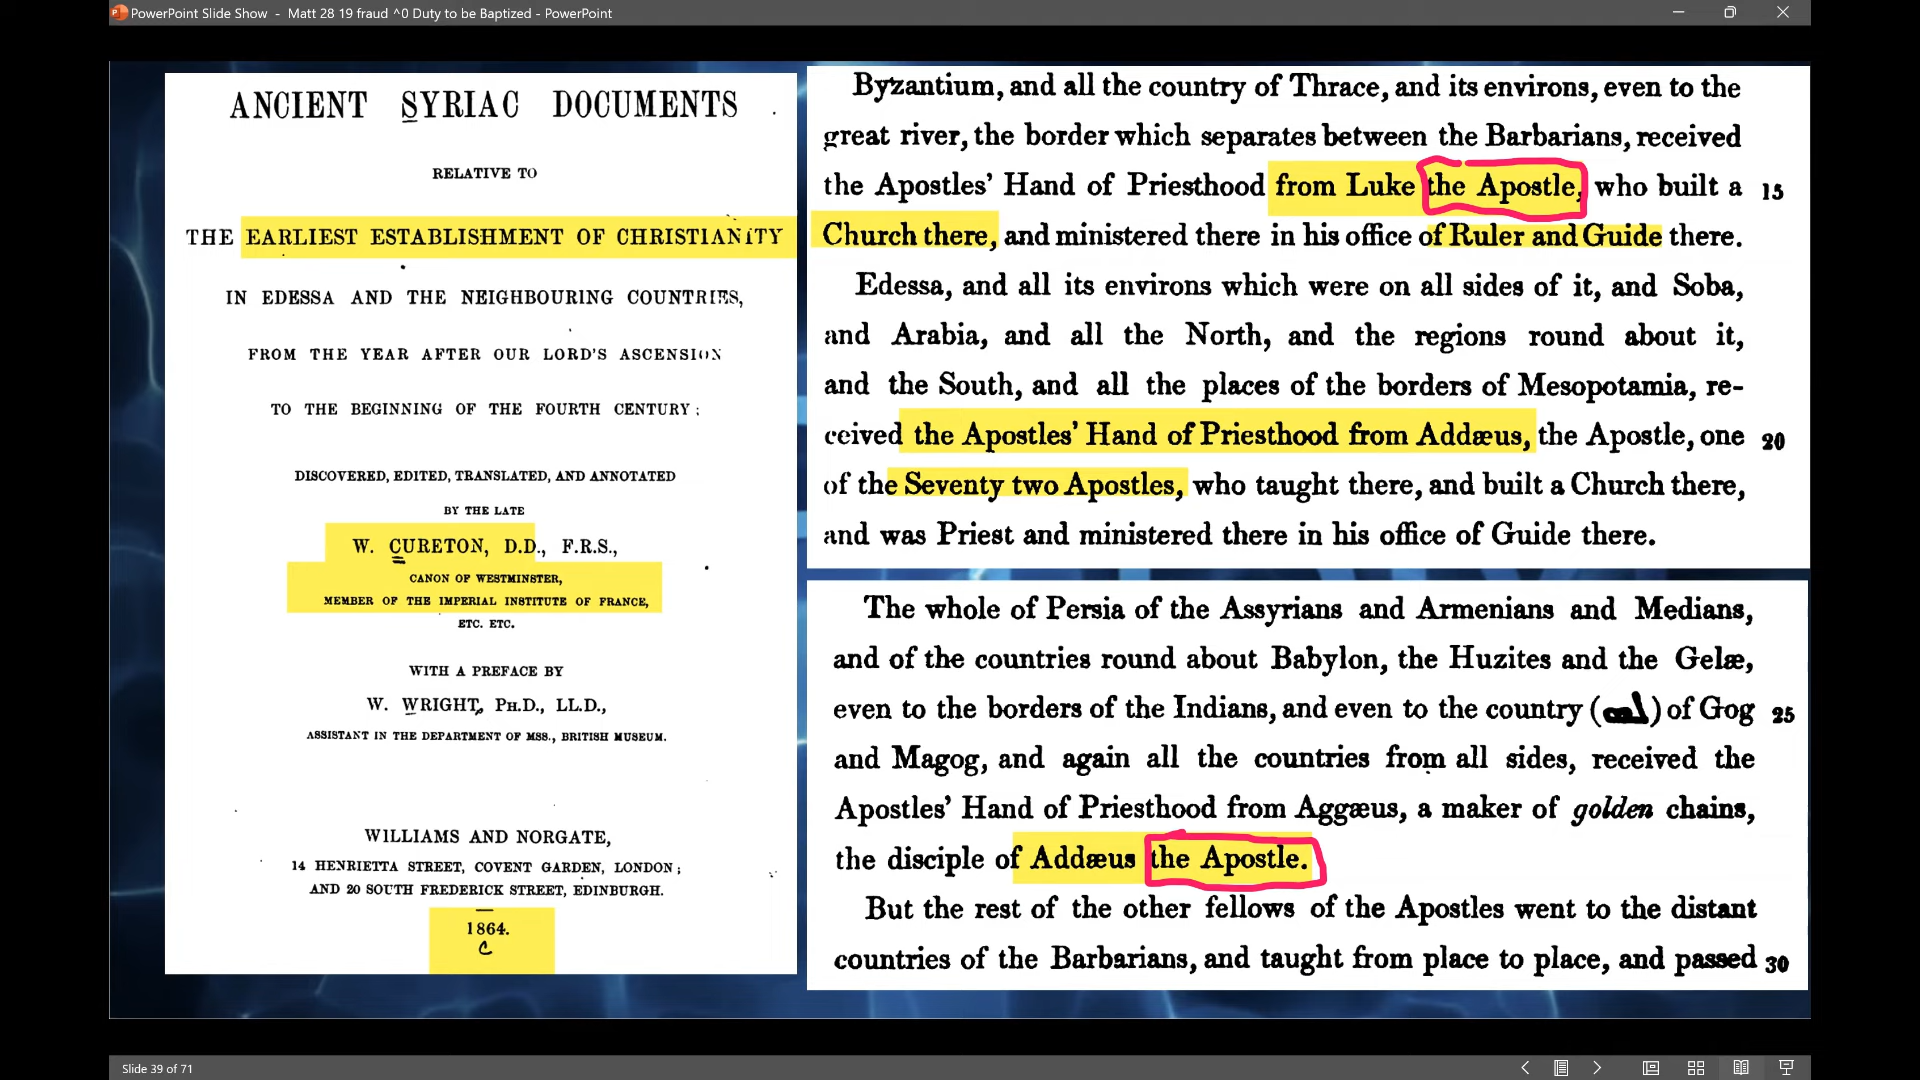 PowerPoint Slide Show - Matt 28 19 fraud ^0 Duty to be Baptized - PowerPoint
ANCIENT SYRIAC DOCUMENTS
RELATIVE TO
THE EARLIEST ESTABLISHMENT OF CHRISTIANITY
IN EDESSA AND THE NEIGHBOURING COUNTRIES,
FROM THE YEAR AFTER OUR LORD'S ASCENSION
TO THE BEGINNING OF THE FOURTH CENTURY;
DISCOVERED, EDITED, TRANSLATED, AND ANNOTATED
BY THE LATE
W. CURETON, D.D., F.R.S.,
CANON OF WESTMINSTER,
MEMBER OF THE IMPERIAL INSTITUTE OF FRANCE,
ETC. ETC.
WITH A PREFACE BY
W. WRIGHT, PH.D., LL.D.,
ASSISTANT IN THE DEPARTMENT OF MSS., BRITISH MUSEUM.
WILLIAMS AND NORGATE,
14 HENRIETTA STREET, COVENT GARDEN, LONDON;
AND 20 SOUTH FREDERICK STREET, EDINBURGH.
1864.
C
Byzantium, and all the country of Thrace, and its environs, even to the
great river, the border which separates between the Barbarians, received
the Apostles' Hand of Priesthood from Luke the Apostle, who built a 15
Church there, and ministered there in his office of Ruler and Guide there.
Edessa, and all its environs which were on all sides of it, and Soba,
and Arabia, and all the North, and the regions round about it,
and the South, and all the places of the borders of Mesopotamia, re-
ceived the Apostles' Hand of Priesthood from Addæus, the Apostle, one 20
of the Seventy two Apostles, who taught there, and built a Church there,
and was Priest and ministered there in his office of Guide there.
The whole of Persia of the Assyrians and Armenians and Medians,
and of the countries round about Babylon, the Huzites and the Gelæ,
even to the borders of the Indians, and even to the country ( ) of Gog 25
and Magog, and again all the countries from all sides, received the
Apostles' Hand of Priesthood from Aggæus, a maker of golden chains,
the disciple of Addæus the Apostle.
But the rest of the other fellows of the Apostles went to the distant
countries of the Barbarians, and taught from place to place, and passed 30
Slide 39 of 71